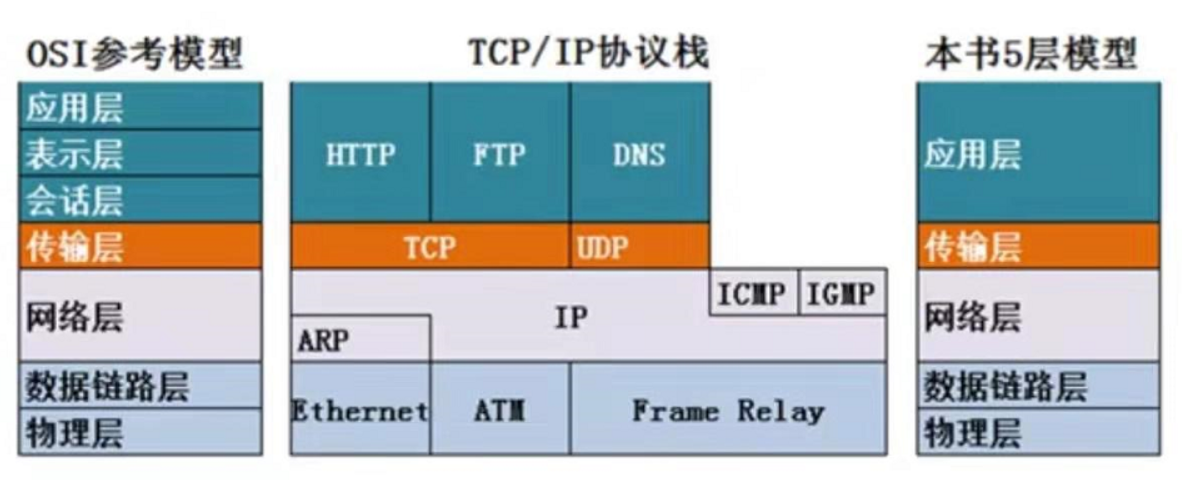 OSI参考模型
TCP/IP协议栈
本书5层模型
应用层
表示层
会话层
传输层
网络层
数据链路层
物理层
HTTP
FTP
DNS
TCP
UDP
ICMP
IGMP
IP
ARP
Ethernet
ATM
Frame Relay
应用层
传输层
网络层
数据链路层
物理层